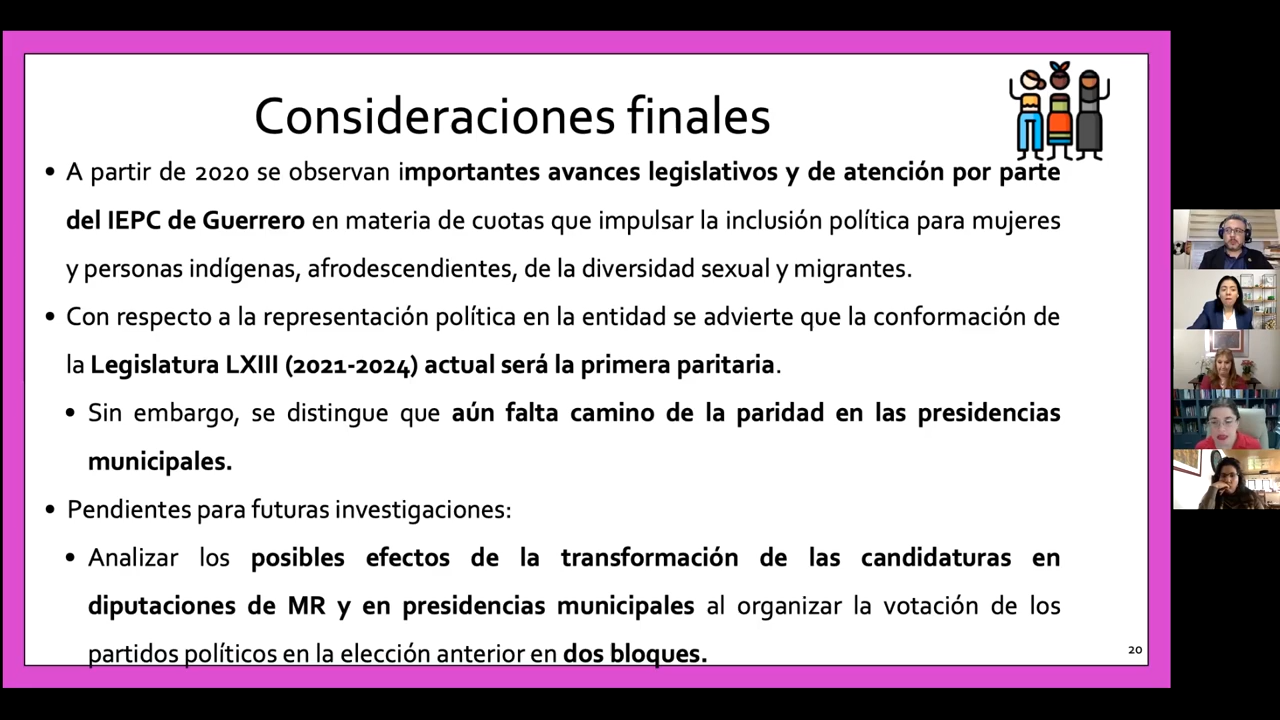 Consideraciones finales
• A partir de 2020 se observan importantes avances legislativos y de atención por parte
del IEPC de Guerrero en materia de cuotas que impulsar la inclusión política para mujeres
y personas indígenas, afrodescendientes, de la diversidad sexual y migrantes.
• Con respecto a la representación política en la entidad se advierte que la conformación de
la Legislatura LXIII (2021-2024) actual será la primera paritaria.
• Sin embargo, se distingue que aún falta camino de la paridad en las presidencias
municipales.
• Pendientes para futuras investigaciones:
• Analizar los posibles efectos de la transformación de las candidaturas en
diputaciones de MR y en presidencias municipales al organizar la votación de los
partidos políticos en la elección anterior en dos bloques.
20